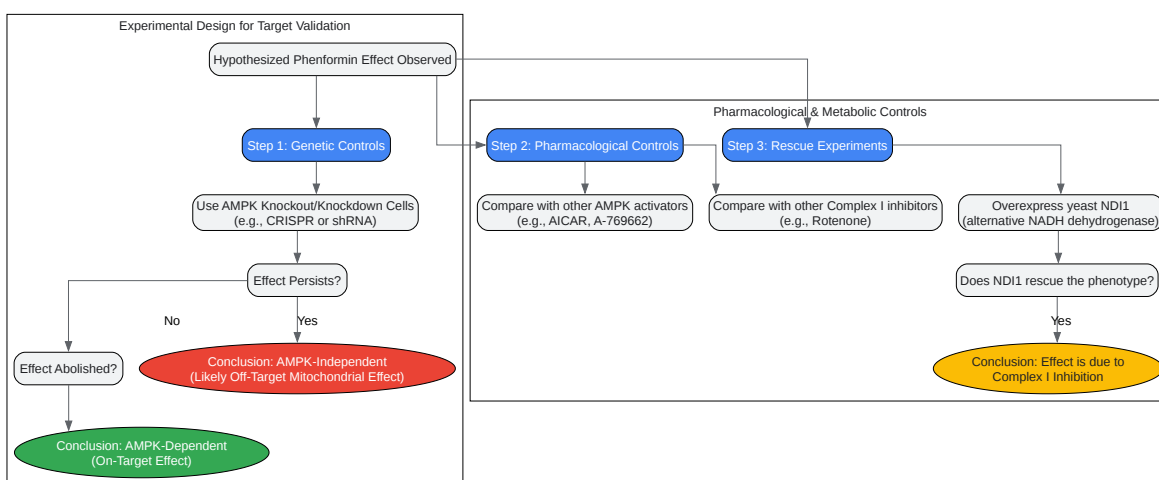 Experimental Design for Target Validation
Hypothesized Phenformin Effect Observed
Pharmacological & Metabolic Controls
Step 1: Genetic Controls
Step 2: Pharmacological Controls
Step 3: Rescue Experiments
Use AMPK Knockout/Knockdown Cells
(e.g., CRISPR or shRNA)
Compare with other AMPK activators
(e.g., AICAR, A-769662)
Compare with other Complex I inhibitors
(e.g., Rotenone)
Overexpress yeast NDI1
(alternative NADH dehydrogenase)
Effect Persists?
Does NDI1 rescue the phenotype?
No
Yes
Yes
Effect Abolished?
Conclusion: AMPK-Independent
(Likely Off-Target Mitochondrial Effect)
Conclusion: Effect is due to
Complex I Inhibition
Conclusion: AMPK-Dependent
(On-Target Effect)